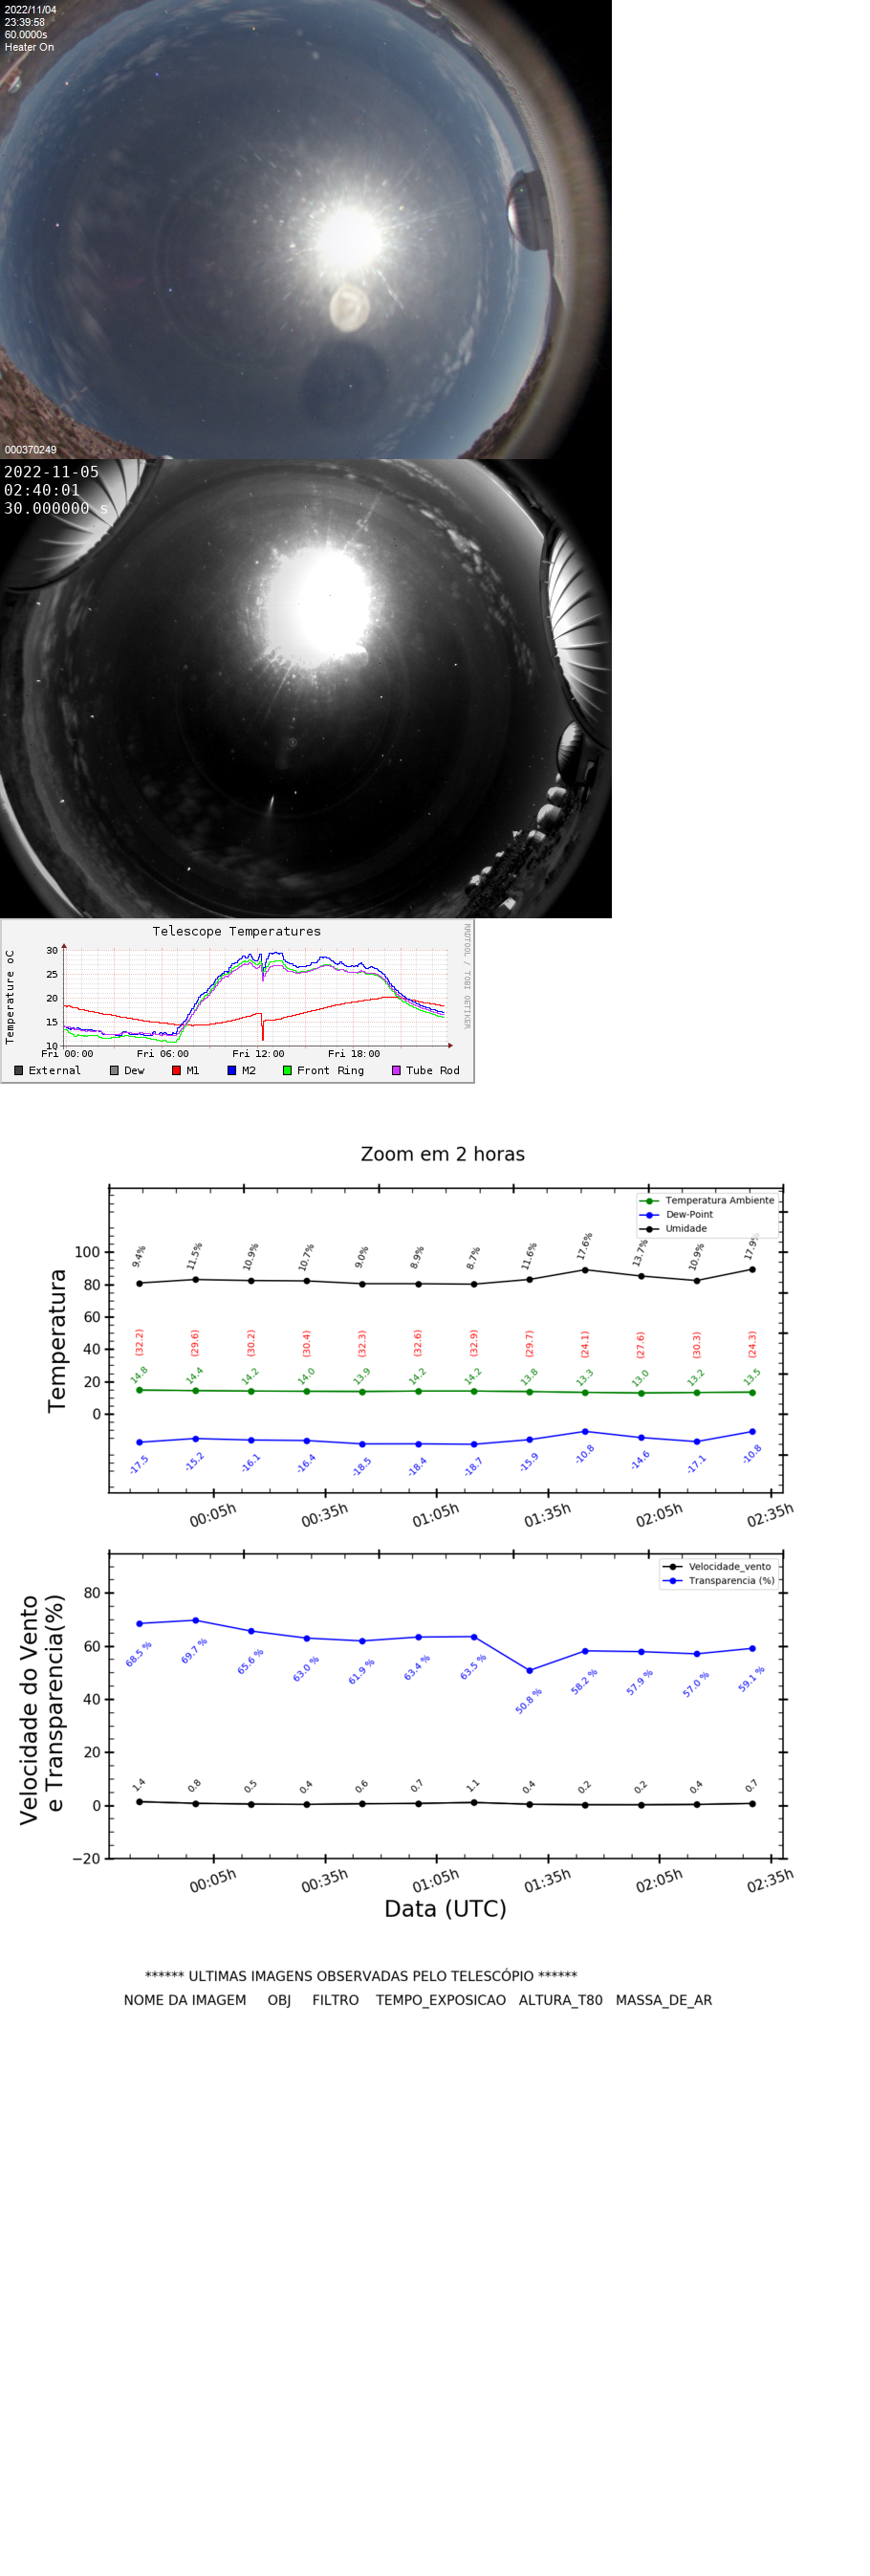 2022/11/04
23:39:58
60.0000s
Heater On
000370249
2022-11-05
02:40:01
30.000000 s
Telescope Temperatures
Temperature oC
RRDTOOL / TOBI OETIKER
30
25
20
15
10
Fri 00:00 Fri 06:00 Fri 12:00 Fri 18:00
External Dew M1 M2 Front Ring Tube Rod
Zoom em 2 horas
Temperatura Ambiente
Dew-Point
Umidade
Temperatura
100
80
60
40
20
0
9.4% 11.5% 10.9% 10.7% 9.0% 8.9% 8.7% 11.6% 17.6% 13.7% 10.9% 17.9%
(32.2) (29.6) (30.2) (30.4) (32.3) (32.6) (32.9) (29.7) (24.1) (27.6) (30.3) (24.3)
14.8 14.4 14.2 14.0 13.9 14.2 14.2 13.8 13.3 13.0 13.2 13.5
-17.5 -15.2 -16.1 -16.4 -18.5 -18.4 -18.7 -15.9 -10.8 -14.6 -17.1 -10.8
00:05h 00:35h 01:05h 01:35h 02:05h 02:35h
Velocidade_vento
Transparencia (%)
Velocidade do Vento
e Transparencia(%)
80
60
40
20
0
−20
68.5 % 69.7 % 65.6 % 63.0 % 61.9 % 63.4 % 63.5 % 50.8 % 58.2 % 57.9 % 57.0 % 59.1 %
1.4 0.8 0.5 0.4 0.6 0.7 1.1 0.4 0.2 0.2 0.4 0.7
00:05h 00:35h 01:05h 01:35h 02:05h 02:35h
Data (UTC)
****** ULTIMAS IMAGENS OBSERVADAS PELO TELESCÓPIO ******
NOME DA IMAGEM OBJ FILTRO TEMPO_EXPOSICAO ALTURA_T80 MASSA_DE_AR